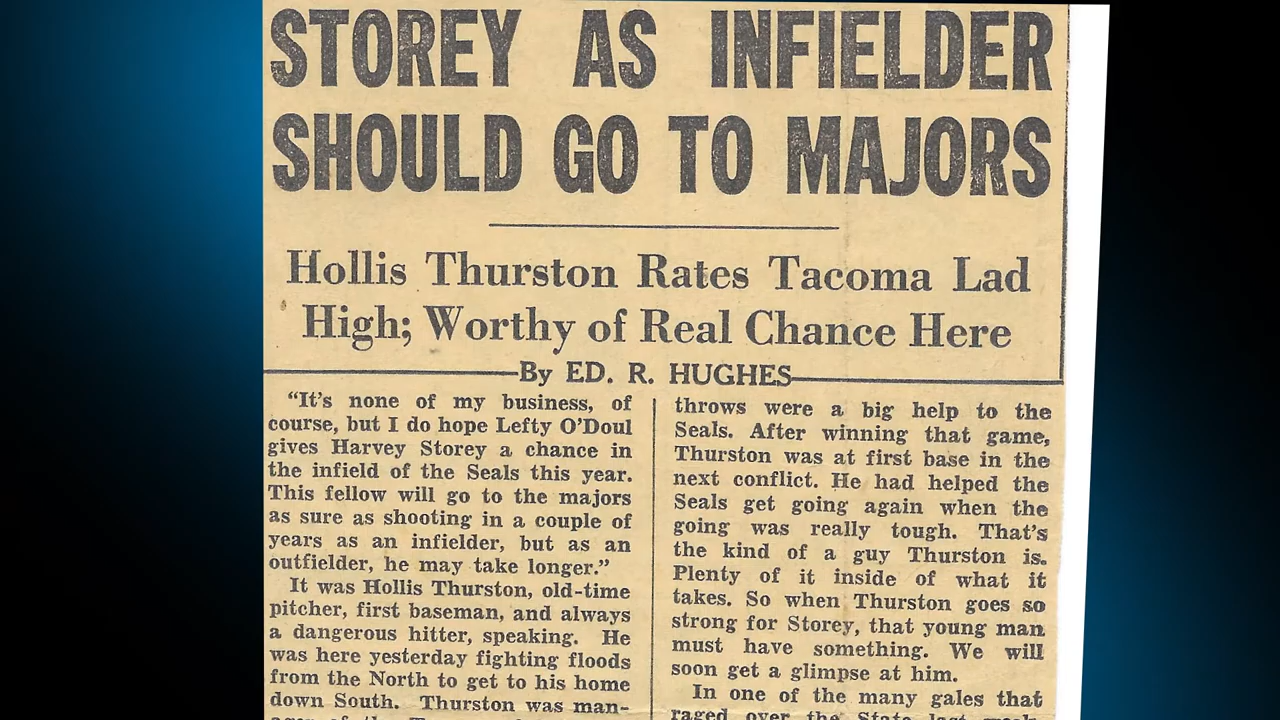 STOREY AS INFIELDER
SHOULD GO TO MAJORS
Hollis Thurston Rates Tacoma Lad
High; Worthy of Real Chance Here
By ED. R. HUGHES
“It's none of my business, of
course, but I do hope Lefty O'Doul
gives Harvey Storey a chance in
the infield of the Seals this year.
This fellow will go to the majors
as sure as shooting in a couple of
years as an infielder, but as an
outfielder, he may take longer.”
It was Hollis Thurston, old-time
pitcher, first baseman, and always
a dangerous hitter, speaking. He
was here yesterday fighting floods
from the North to get to his home
down South. Thurston was man-
throws were a big help to the
Seals. After winning that game,
Thurston was at first base in the
next conflict. He had helped the
Seals get going again when the
going was really tough. That's
the kind of a guy Thurston is.
Plenty of it inside of what it
takes. So when Thurston goes so
strong for Storey, that young man
must have something. We will
soon get a glimpse at him.
In one of the many gales that
raged over the State last week